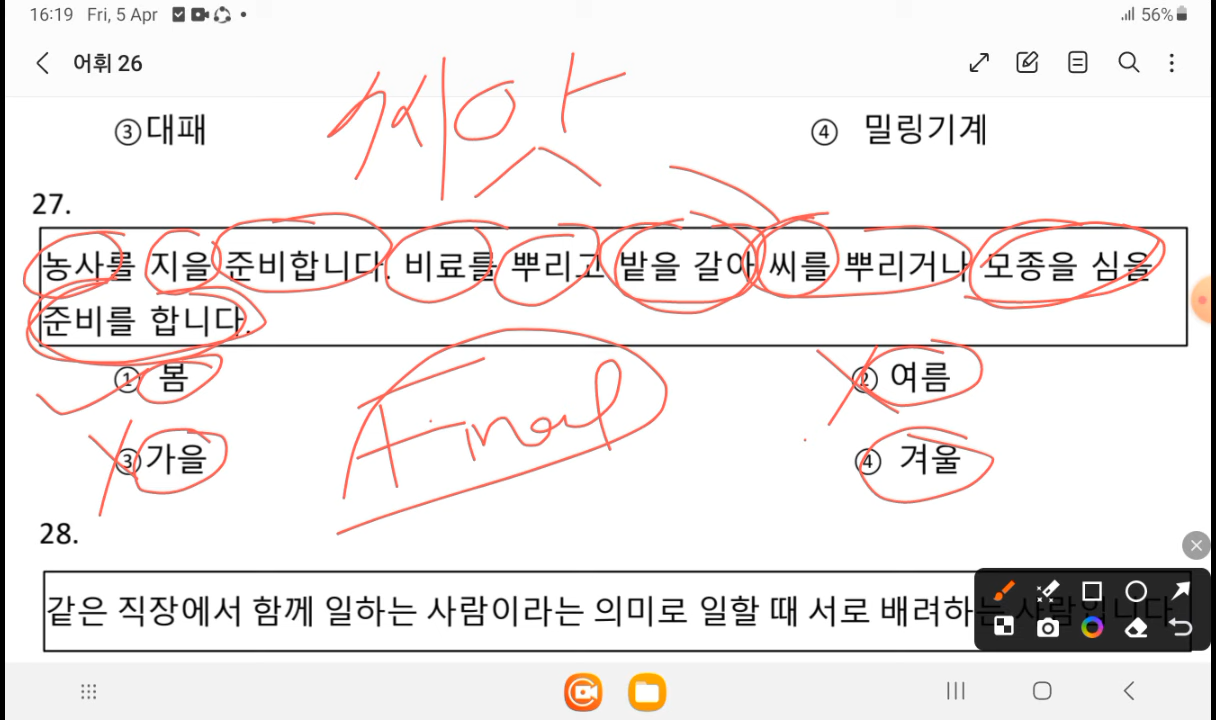 16:19 Fri, 5 Apr 56%
어휘 26
씨앗
③대패 ④ 밀링기계
27.
농사를 지을 준비합니다. 비료를 뿌리고 밭을 갈아 씨를 뿌리거나 모종을 심을
준비를 합니다.
① 봄 ② 여름
Final
③가을 ④ 겨울
28.
같은 직장에서 함께 일하는 사람이라는 의미로 일할 때 서로 배려하는 사람입니다.